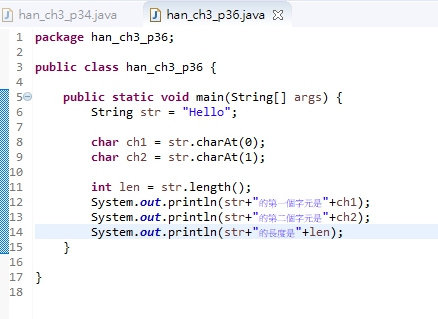 han_ch3_p34.java han_ch3_p36.java
1 package han_ch3_p36;
2
3 public class han_ch3_p36 {
4
5 public static void main(String[] args) {
6 String str = "Hello";
7
8 char ch1 = str.charAt(0);
9 char ch2 = str.charAt(1);
10
11 int len = str.length();
12 System.out.println(str+"的第一個字元是"+ch1);
13 System.out.println(str+"的第二個字元是"+ch2);
14 System.out.println(str+"的長度是"+len);
15 }
16
17 }
18